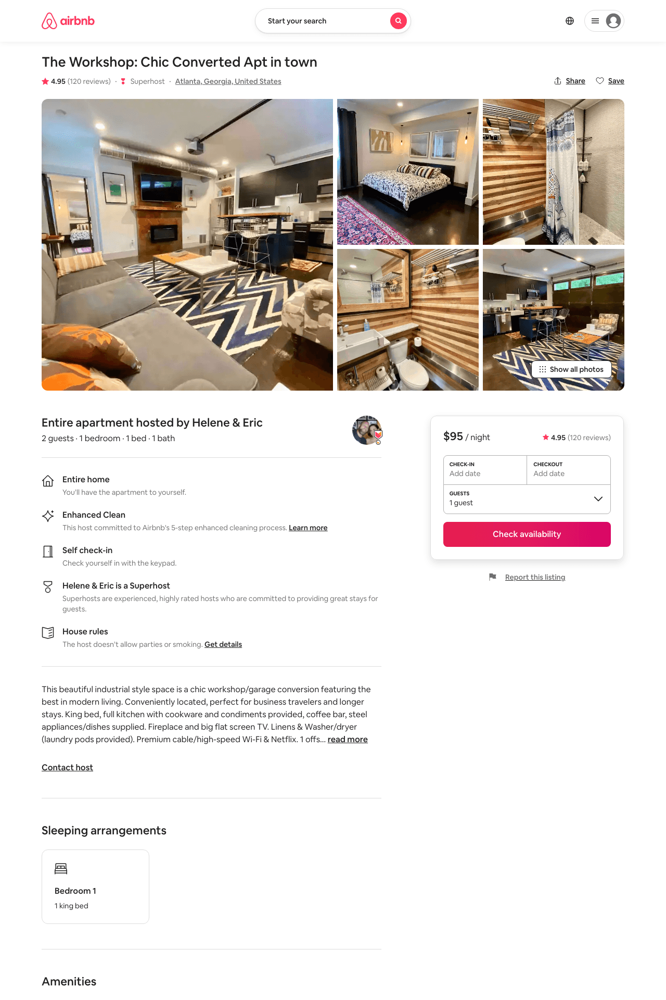 airbnb
Start your search
The Workshop: Chic Converted Apt in town
4.95 (120 reviews) · Superhost · Atlanta, Georgia, United States
Share
Save
Show all photos
Entire apartment hosted by Helene & Eric
2 guests · 1 bedroom · 1 bed · 1 bath
Entire home
You’ll have the apartment to yourself.
Enhanced Clean
This host committed to Airbnb's 5-step enhanced cleaning process. Learn more
Self check-in
Check yourself in with the keypad.
Helene & Eric is a Superhost
Superhosts are experienced, highly rated hosts who are committed to providing great stays for
guests.
House rules
The host doesn’t allow parties or smoking. Get details
This beautiful industrial style space is a chic workshop/garage conversion featuring the
best in modern living. Conveniently located, perfect for business travelers and longer
stays. King bed, full kitchen with cookware and condiments provided, coffee bar, steel
appliances/dishes supplied. Fireplace and big flat screen TV. Linens & Washer/dryer
(laundry pods provided). Premium cable/high-speed Wi-Fi & Netflix. 1 offs... read more
Contact host
Sleeping arrangements
Bedroom 1
1 king bed
Amenities
$95 / night
4.95 (120 reviews)
CHECK-IN
Add date
CHECKOUT
Add date
GUESTS
1 guest
Check availability
Report this listing